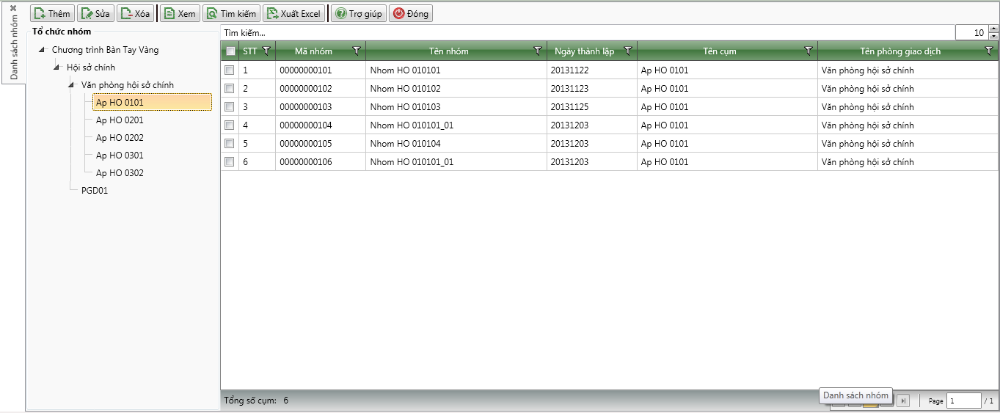 Danh sách nhóm
Thêm Sửa Xóa Xem Tìm kiếm Xuất Excel Trợ giúp Đóng
Tổ chức nhóm
Chương trình Bàn Tay Vàng
Hội sở chính
Văn phòng hội sở chính
Ap HO 0101
Ap HO 0201
Ap HO 0202
Ap HO 0301
Ap HO 0302
PGD01
Tìm kiếm... 10
STT Mã nhóm Tên nhóm Ngày thành lập Tên cụm Tên phòng giao dịch
1 00000000101 Nhom HO 010101 20131122 Ap HO 0101 Văn phòng hội sở chính
2 00000000102 Nhom HO 010102 20131123 Ap HO 0101 Văn phòng hội sở chính
3 00000000103 Nhom HO 010103 20131125 Ap HO 0101 Văn phòng hội sở chính
4 00000000104 Nhom HO 010101_01 20131203 Ap HO 0101 Văn phòng hội sở chính
5 00000000105 Nhom HO 010104 20131203 Ap HO 0101 Văn phòng hội sở chính
6 00000000106 Nhom HO 010101_01 20131203 Ap HO 0101 Văn phòng hội sở chính
Tổng số cụm: 6
Danh sách nhóm
Page 1 / 1